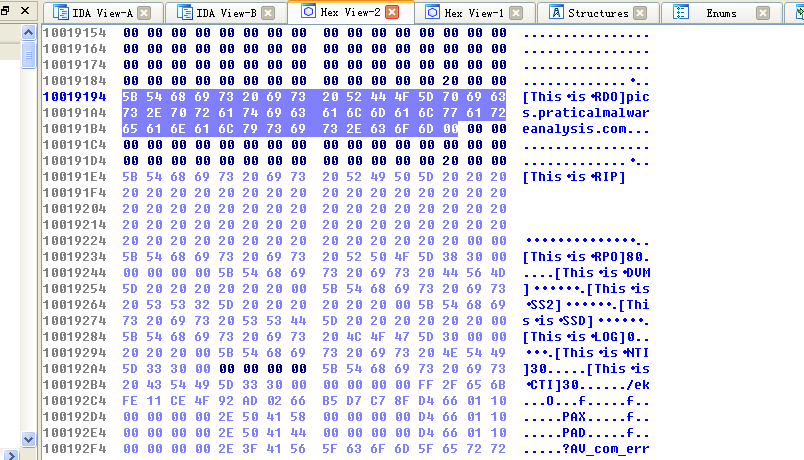 IDA View-A IDA View-B Hex View-2 Hex View-1 Structures Enums
10019154 00 00 00 00 00 00 00 00 00 00 00 00 00 00 00 00 ................
10019164 00 00 00 00 00 00 00 00 00 00 00 00 00 00 00 00 ................
10019174 00 00 00 00 00 00 00 00 00 00 00 00 00 00 00 00 ................
10019184 00 00 00 00 00 00 00 00 00 00 00 00 00 20 00 00 .............•..
10019194 5B 54 68 69 73 20 69 73 20 52 44 4F 5D 70 69 63 [This•is•RDO]pic
100191A4 73 2E 70 72 61 74 69 63 61 6C 6D 61 6C 77 61 72 s.praticalmalwar
100191B4 65 61 6E 61 6C 79 73 69 73 2E 63 6F 6D 00 00 00 eanalysis.com...
100191C4 00 00 00 00 00 00 00 00 00 00 00 00 00 00 00 00 ................
100191D4 00 00 00 00 00 00 00 00 00 00 00 00 00 20 00 00 .............•..
100191E4 5B 54 68 69 73 20 69 73 20 52 49 50 5D 20 20 20 [This•is•RIP]
100191F4 20 20 20 20 20 20 20 20 20 20 20 20 20 20 20 20
10019204 20 20 20 20 20 20 20 20 20 20 20 20 20 20 20 20
10019214 20 20 20 20 20 20 20 20 20 20 20 20 20 20 20 20
10019224 20 20 20 20 20 20 20 20 20 20 20 20 20 20 00 00 ••••••••••••••..
10019234 5B 54 68 69 73 20 69 73 20 52 50 4F 5D 38 30 00 [This•is•RPO]80.
10019244 00 00 00 00 5B 54 68 69 73 20 69 73 20 44 56 4D ....[This•is•DVM
10019254 5D 20 20 20 20 20 20 00 5B 54 68 69 73 20 69 73 ]••••••.[This•is
10019264 20 53 53 32 5D 20 20 20 20 20 20 00 5B 54 68 69 •SS2]••••••.[Thi
10019274 73 20 69 73 20 53 53 44 5D 20 20 20 20 20 20 00 s•is•SSD]••••••.
10019284 5B 54 68 69 73 20 69 73 20 4C 4F 47 5D 30 00 00 [This•is•LOG]0..
10019294 20 20 20 00 5B 54 68 69 73 20 69 73 20 4E 54 49 •••.[This•is•NTI
100192A4 5D 33 30 00 00 00 00 00 5B 54 68 69 73 20 69 73 ]30.....[This•is
100192B4 20 43 54 49 5D 33 30 00 00 00 00 00 FF 2F 65 6B •CTI]30....../ek
100192C4 FE 11 CE 4F 92 AD 02 66 B5 D7 C7 8F D4 66 01 10 ...O...f.....f..
100192D4 00 00 00 00 2E 50 41 58 00 00 00 00 D4 66 01 10 .....PAX.....f..
100192E4 00 00 00 00 2E 50 41 44 00 00 00 00 D4 66 01 10 .....PAD.....f..
100192F4 00 00 00 00 2E 3F 41 56 5F 63 6F 6D 5F 65 72 72 .....?AV_com_err